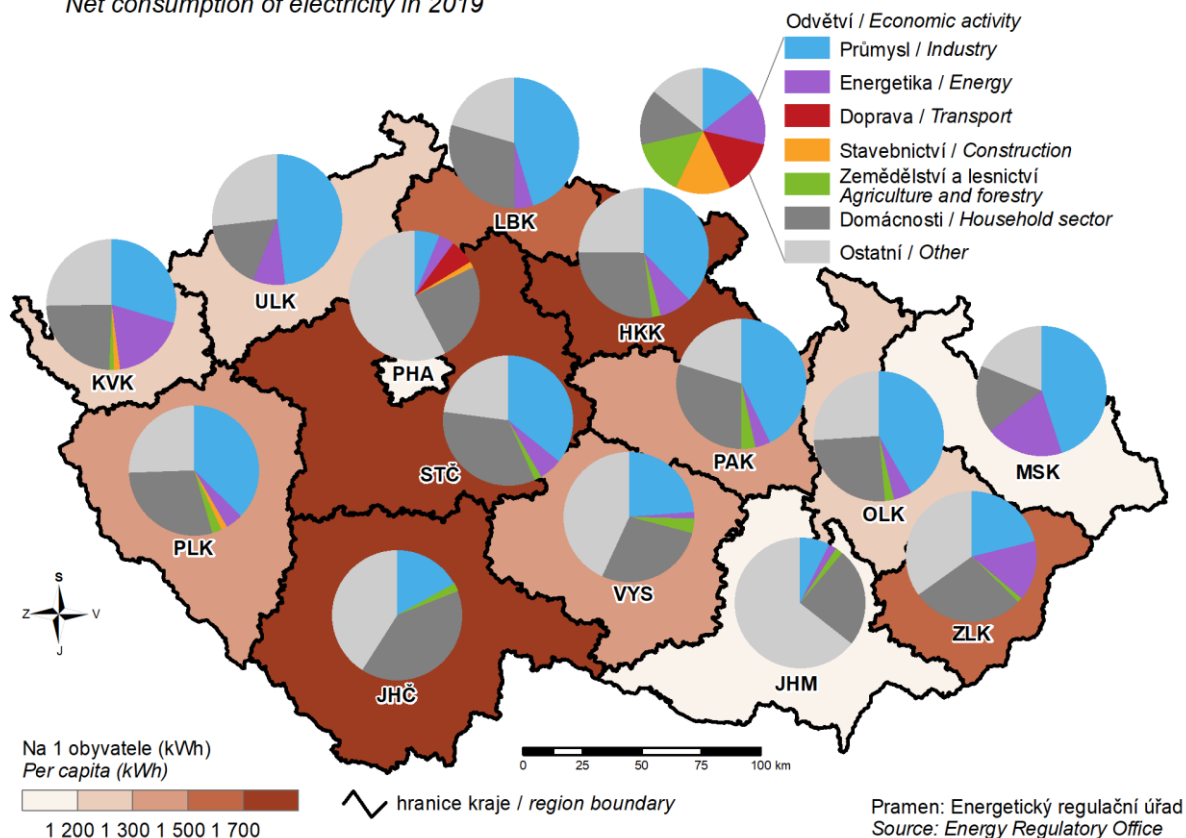 Net consumption of electricity in 2019
Odvětví / Economic activity
Průmysl / Industry
Energetika / Energy
Doprava / Transport
Stavebnictví / Construction
Zemědělství a lesnictví
Agriculture and forestry
Domácnosti / Household sector
Ostatní / Other
LBK
ULK
HKK
KVK
PHA
STČ
PAK
MSK
OLK
PLK
VYS
ZLK
JHČ
JHM
S
Z V
J
Na 1 obyvatele (kWh)
Per capita (kWh)
1 200 1 300 1 500 1 700
0 25 50 75 100 km
hranice kraje / region boundary
Pramen: Energetický regulační úřad
Source: Energy Regulatory Office